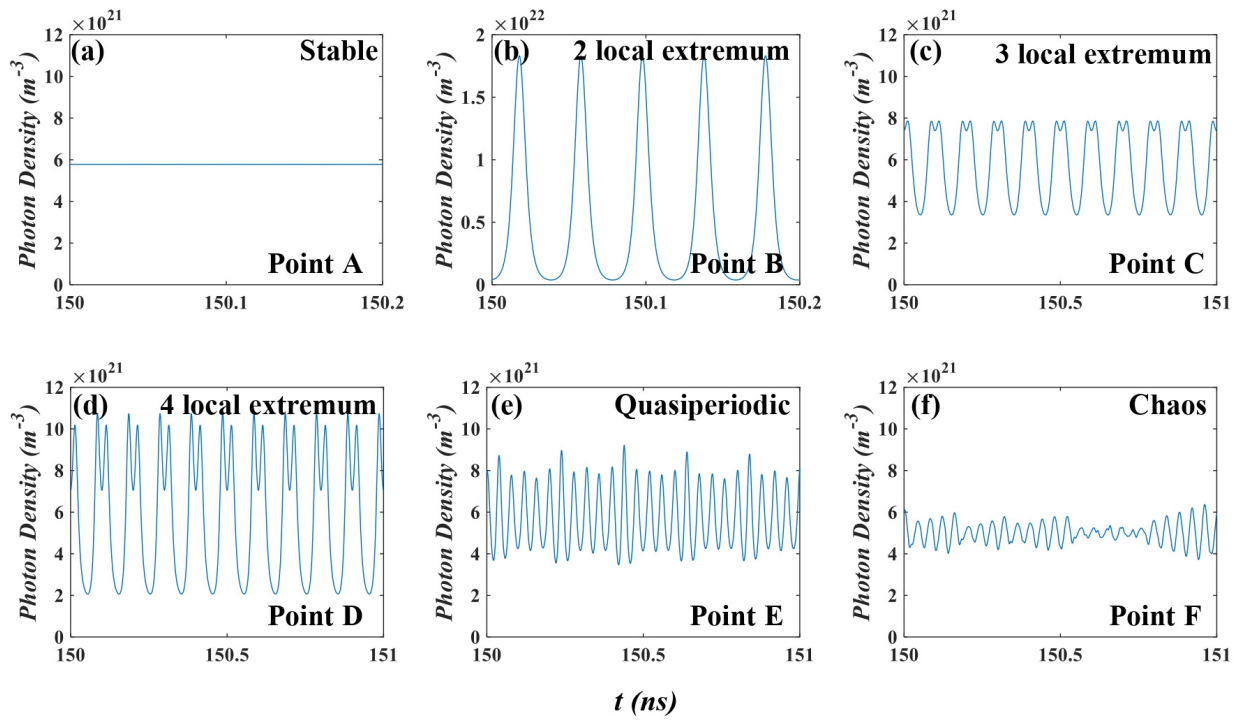 ×10^21
(a) Stable
Photon Density (m^-3)
12
10
8
6
4
2
0
Point A
150 150.1 150.2
×10^22
(b) 2 local extremum
Photon Density (m^-3)
2
1.5
1
0.5
0
Point B
150 150.1 150.2
×10^21
(c) 3 local extremum
Photon Density (m^-3)
12
10
8
6
4
2
0
Point C
150 150.5 151
×10^21
(d) 4 local extremum
Photon Density (m^-3)
12
10
8
6
4
2
0
Point D
150 150.5 151
×10^21
(e) Quasiperiodic
Photon Density (m^-3)
12
10
8
6
4
2
0
Point E
150 150.5 151
×10^21
(f) Chaos
Photon Density (m^-3)
12
10
8
6
4
2
0
Point F
150 150.5 151
t (ns)